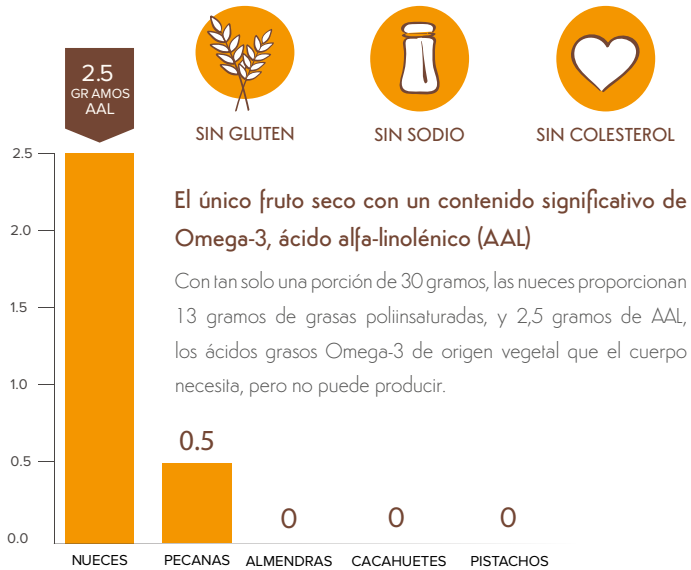 2.5
GRAMOS
AAL
SIN GLUTEN
SIN SODIO
SIN COLESTEROL
El único fruto seco con un contenido significativo de
Omega-3, ácido alfa-linolénico (AAL)
Con tan solo una porción de 30 gramos, las nueces proporcionan
13 gramos de grasas poliinsaturadas, y 2,5 gramos de AAL,
los ácidos grasos Omega-3 de origen vegetal que el cuerpo
necesita, pero no puede producir.
2.5
2.0
1.5
1.0
0.5
0.0
0.5
0
0
0
NUECES
PECANAS
ALMENDRAS
CACAHUETES
PISTACHOS